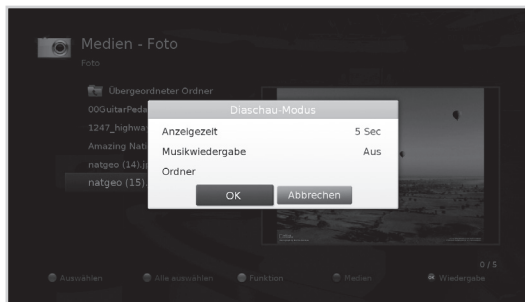 Medien - Foto
Foto
Übergeordneter Ordner
00GuitarPeda
Diaschau-Modus
1247_highwa
Anzeigezeit 5 Sec
Amazing Nati
Musikwiedergabe Aus
natgeo (14).j
Ordner
natgeo (15).
OK Abbrechen
0 / 5
Auswählen Alle auswählen Funktion Medien Wiedergabe